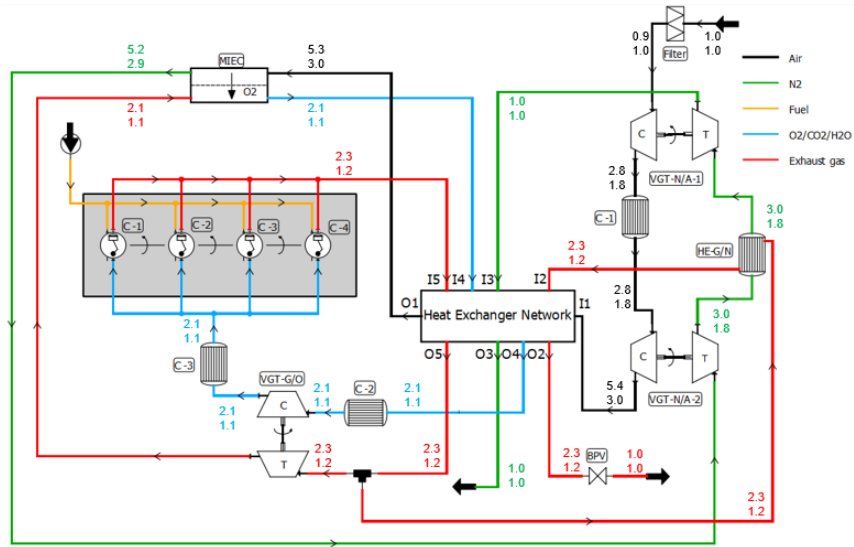 5.2
2.9
MIEC
O2
5.3
3.0
0.9
1.0
Filter
1.0
1.0
Air
N2
Fuel
O2/CO2/H2O
Exhaust gas
2.1
1.1
2.1
1.1
1.0
1.0
C
T
VGT-N/A-1
2.8
1.8
C-1
2.3
1.2
C-1
C-2
C-3
C-4
3.0
1.8
HE-G/N
2.3
1.2
I5
I4
I3
I2
I1
O1
Heat Exchanger Network
O5
O3
O4
O2
2.8
1.8
3.0
1.8
C
T
VGT-N/A-2
5.4
3.0
2.1
1.1
C-3
VGT-G/O
C
T
2.1
1.1
2.1
1.1
C-2
2.1
1.1
2.3
1.2
2.3
1.2
1.0
1.0
2.3
1.2
BPV
1.0
1.0
2.3
1.2